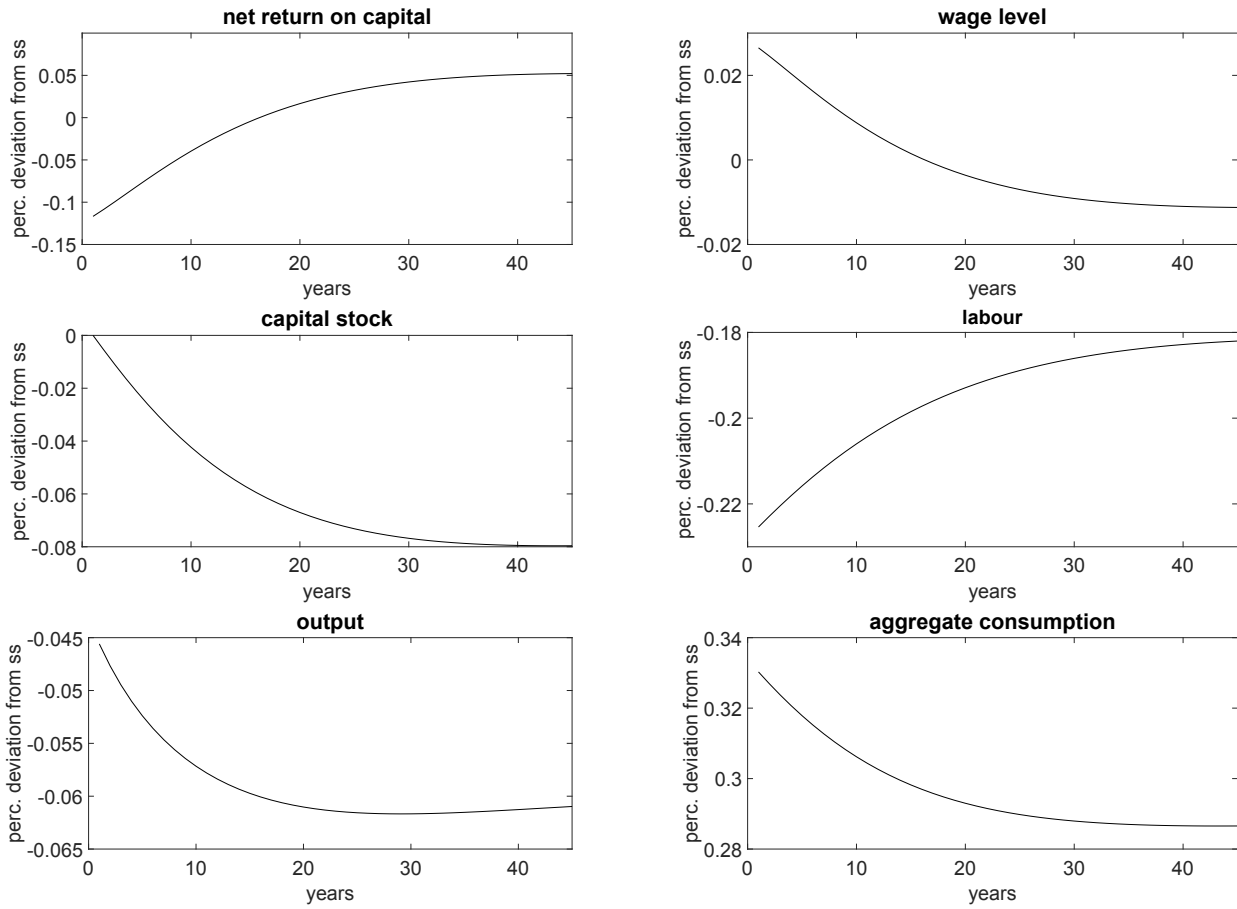 net return on capital
perc. deviation from ss
0.05
0
-0.05
-0.1
-0.15
0 10 20 30 40
years
wage level
perc. deviation from ss
0.02
0
-0.02
0 10 20 30 40
years
capital stock
perc. deviation from ss
0
-0.02
-0.04
-0.06
-0.08
0 10 20 30 40
years
labour
perc. deviation from ss
-0.18
-0.2
-0.22
0 10 20 30 40
years
output
perc. deviation from ss
-0.045
-0.05
-0.055
-0.06
-0.065
0 10 20 30 40
years
aggregate consumption
perc. deviation from ss
0.34
0.32
0.3
0.28
0 10 20 30 40
years